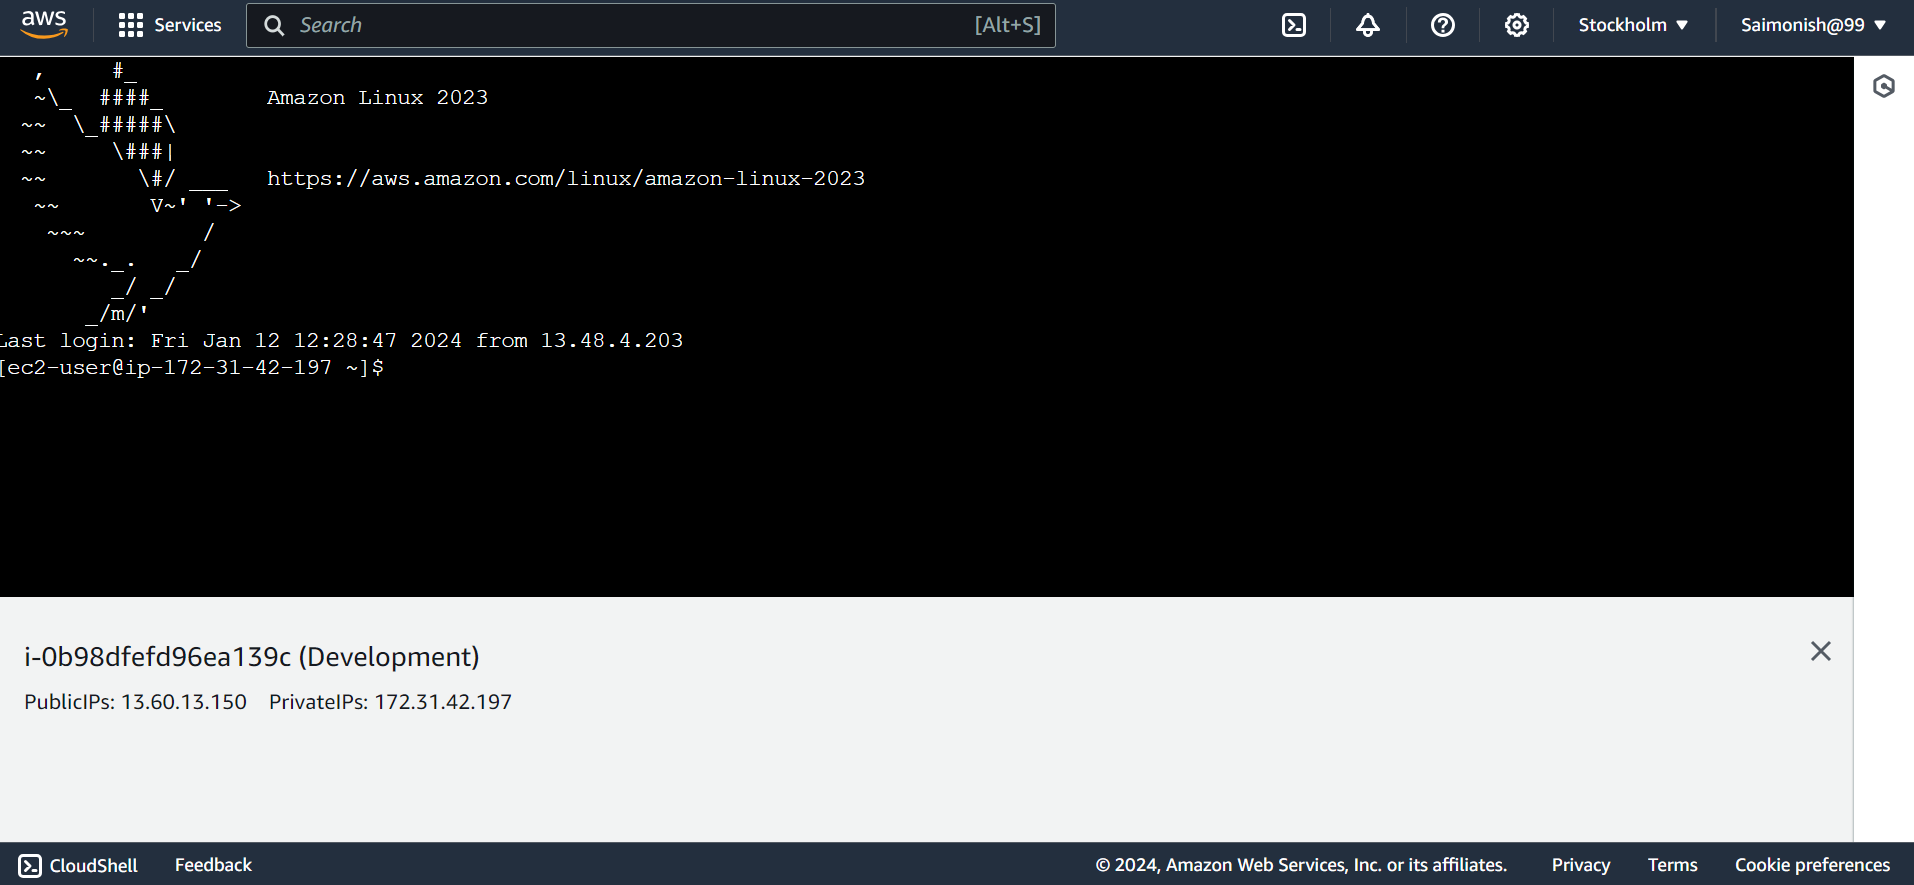 aws
Services
Search [Alt+S]
Stockholm
Saimonish@99
, #_
~\_ ####_ Amazon Linux 2023
~~ \_#####\
~~ \###|
~~ \#/ ___ https://aws.amazon.com/linux/amazon-linux-2023
~~ V~' '->
~~~ /
~~._. _/
_/ _/
_/m/'
Last login: Fri Jan 12 12:28:47 2024 from 13.48.4.203
[ec2-user@ip-172-31-42-197 ~]$
i-0b98dfefd96ea139c (Development)
PublicIPs: 13.60.13.150 PrivateIPs: 172.31.42.197
CloudShell Feedback © 2024, Amazon Web Services, Inc. or its affiliates. Privacy Terms Cookie preferences